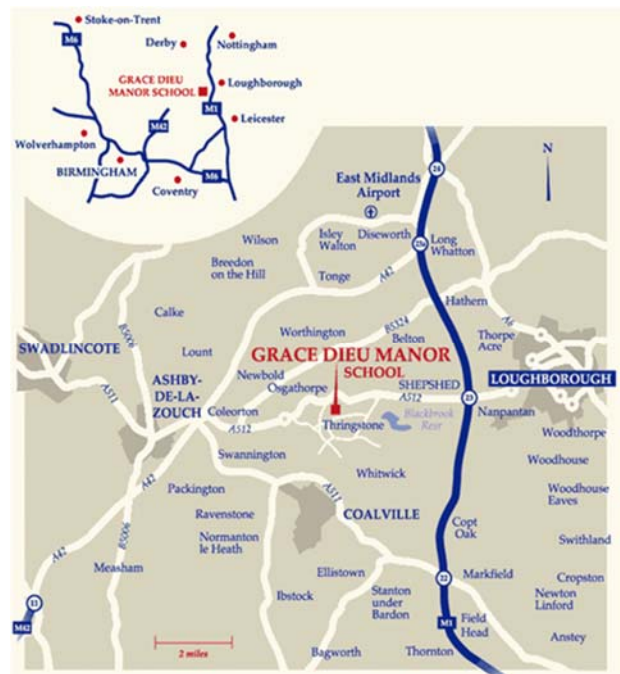 Stoke-on-Trent
M6
Derby
Nottingham
GRACE DIEU
MANOR SCHOOL
Loughborough
M1
Leicester
M42
Wolverhampton
BIRMINGHAM
M6
Coventry
N
24
East Midlands
Airport
Wilson
Isley
Walton
Diseworth
23a
Long
Whatton
Breedon
on the Hill
Tonge
A42
Hathern
Calke
B5006
B5324
A6
Worthington
Belton
Thorpe
Acre
SWADLINCOTE
Lount
GRACE DIEU MANOR
SCHOOL
ASHBY-
DE-LA-
ZOUCH
Newbold
Osgathorpe
SHEPSHED
LOUGHBOROUGH
A511
Coleorton
A512
A512
23
Nanpantan
Thringstone
Blackbrook
Resr
Woodthorpe
Swannington
Woodhouse
Whitwick
A42
Packington
A511
Woodhouse
Eaves
Ravenstone
COALVILLE
Copt
Oak
Normanton
le Heath
B5006
Swithland
A42
Measham
Ellistown
22
Markfield
Cropston
Ibstock
Stanton
under
Bardon
Newton
Linford
11
M42
M1
Field
Head
Anstey
2 miles
Bagworth
Thornton